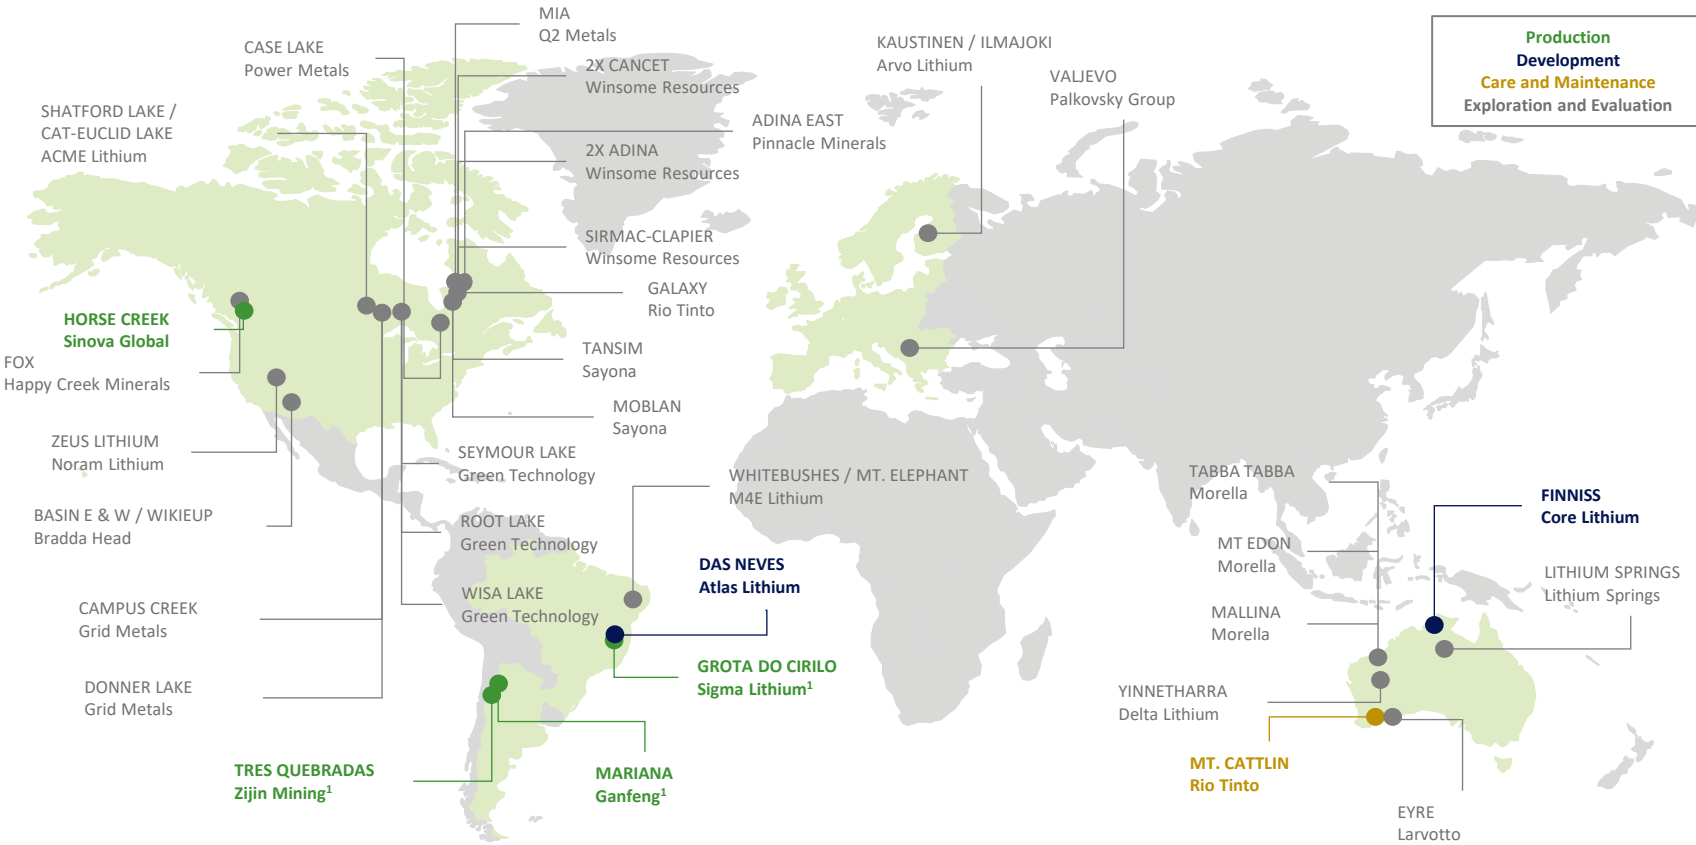 MIA
Q2 Metals
CASE LAKE
Power Metals
2X CANCET
Winsome Resources
KAUSTINEN / ILMAJOKI
Arvo Lithium
VALJEVO
Palkovsky Group
Production
Development
Care and Maintenance
Exploration and Evaluation
SHATFORD LAKE /
CAT-EUCLID LAKE
ACME Lithium
ADINA EAST
Pinnacle Minerals
2X ADINA
Winsome Resources
SIRMAC-CLAPIER
Winsome Resources
GALAXY
Rio Tinto
HORSE CREEK
Sinova Global
FOX
Happy Creek Minerals
TANSIM
Sayona
MOBLAN
Sayona
ZEUS LITHIUM
Noram Lithium
SEYMOUR LAKE
Green Technology
WHITEBUSHES / MT. ELEPHANT
M4E Lithium
TABBA TABBA
Morella
FINNISS
Core Lithium
BASIN E & W / WIKIEUP
Bradda Head
ROOT LAKE
Green Technology
MT EDON
Morella
DAS NEVES
Atlas Lithium
LITHIUM SPRINGS
Lithium Springs
CAMPUS CREEK
Grid Metals
WISA LAKE
Green Technology
MALLINA
Morella
GROTA DO CIRILO
Sigma Lithium¹
DONNER LAKE
Grid Metals
YINNETHARRA
Delta Lithium
TRES QUEBRADAS
Zijin Mining¹
MARIANA
Ganfeng¹
MT. CATTLIN
Rio Tinto
EYRE
Larvotto